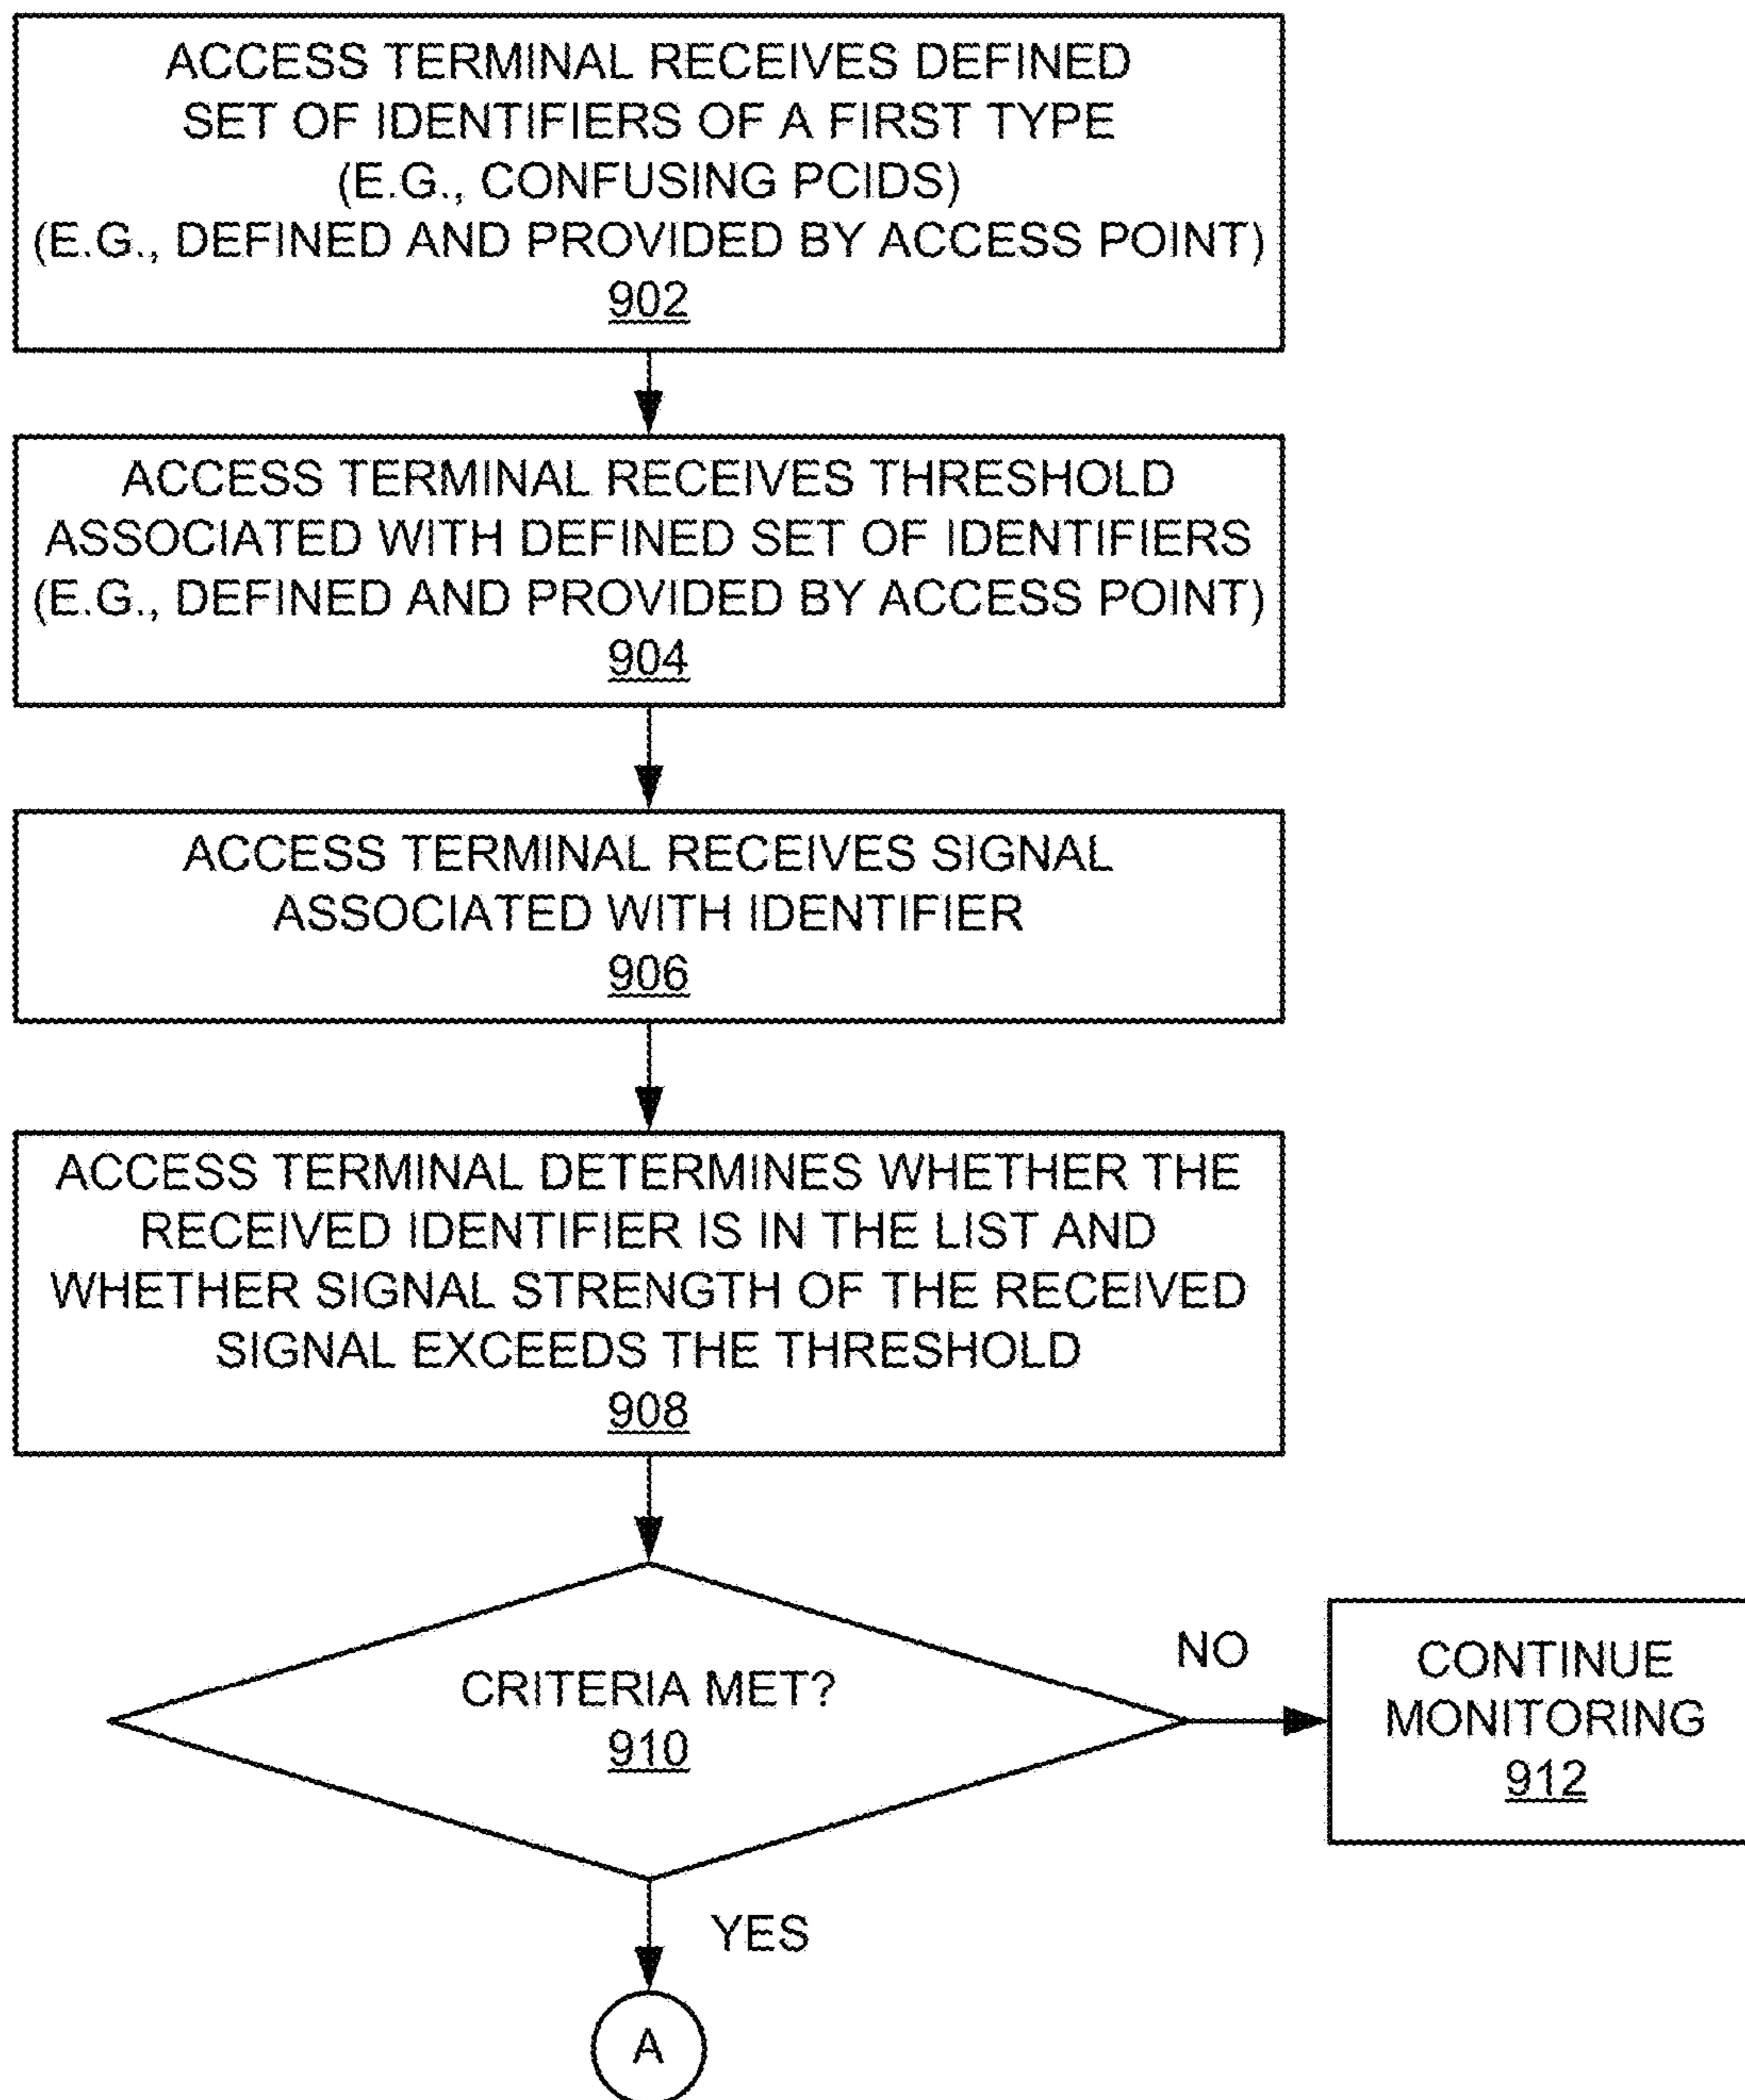 ACCESS TERMINAL RECEIVES DEFINED
SET OF IDENTIFIERS OF A FIRST TYPE
(E.G., CONFUSING PCIDS)
(E.G., DEFINED AND PROVIDED BY ACCESS POINT)
902
ACCESS TERMINAL RECEIVES THRESHOLD
ASSOCIATED WITH DEFINED SET OF IDENTIFIERS
(E.G., DEFINED AND PROVIDED BY ACCESS POINT)
904
ACCESS TERMINAL RECEIVES SIGNAL
ASSOCIATED WITH IDENTIFIER
906
ACCESS TERMINAL DETERMINES WHETHER THE
RECEIVED IDENTIFIER IS IN THE LIST AND
WHETHER SIGNAL STRENGTH OF THE RECEIVED
SIGNAL EXCEEDS THE THRESHOLD
908
CRITERIA MET?
910
NO
CONTINUE
MONITORING
912
YES
A